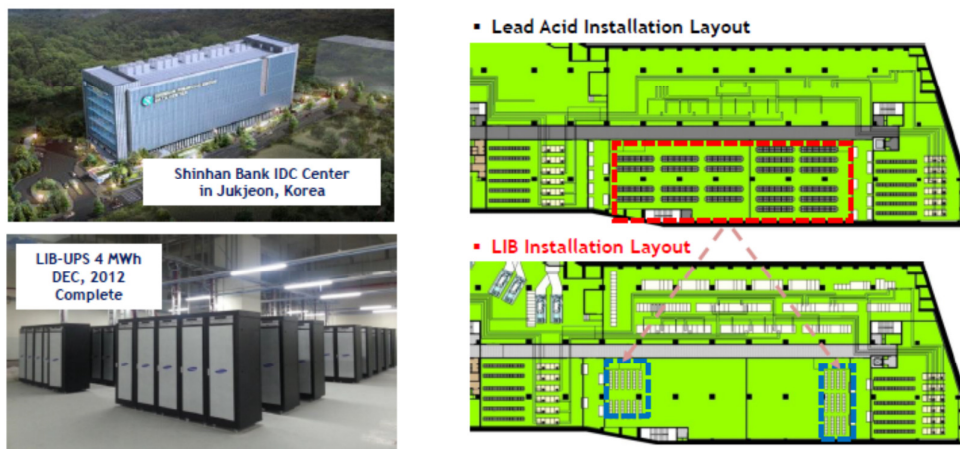 Shinhan Bank IDC Center
in Jukjeon, Korea
LIB-UPS 4 MWh
DEC, 2012
Complete
▪ Lead Acid Installation Layout
▪ LIB Installation Layout